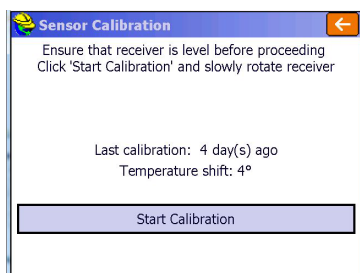 Sensor Calibration
Ensure that receiver is level before proceeding
Click 'Start Calibration' and slowly rotate receiver
Last calibration: 4 day(s) ago
Temperature shift: 4°
Start Calibration